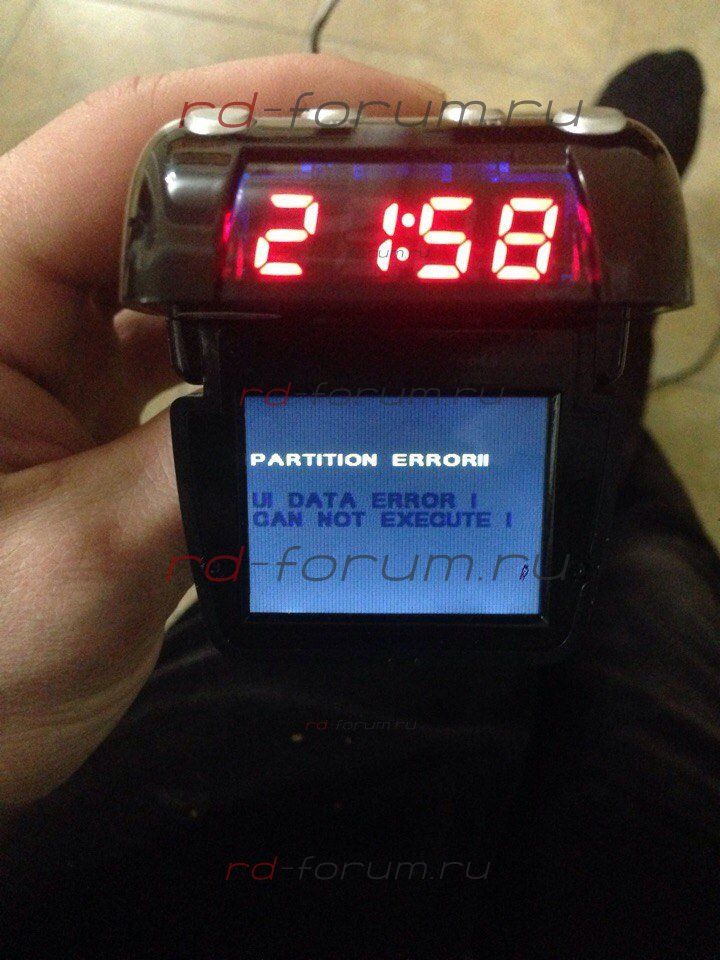 rd-forum.ru
21:58
um.r
rd-forum.ru
PARTITION ERROR!!
UI DATA ERROR !
CAN NOT EXECUTE !
rd-forum.ru
rd-forum.ru
rd-forum.ru